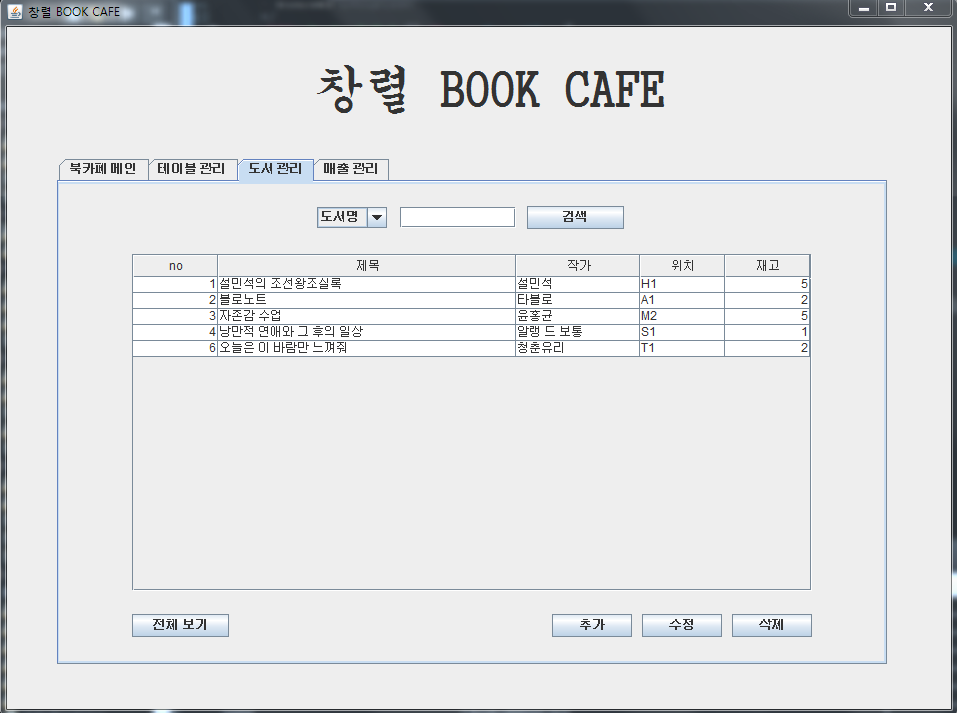 창렬 BOOK CAFE
창렬 BOOK CAFE
북카페 메인 테이블 관리 도서 관리 매출 관리
도서명 검색
no 제목 작가 위치 재고
1 설민석의 조선왕조실록 설민석 H1 5
2 블로노트 타블로 A1 2
3 자존감 수업 윤홍균 M2 5
4 낭만적 연애와 그 후의 일상 알랭 드 보통 S1 1
6 오늘은 이 바람만 느껴줘 청춘유리 T1 2
전체 보기 추가 수정 삭제